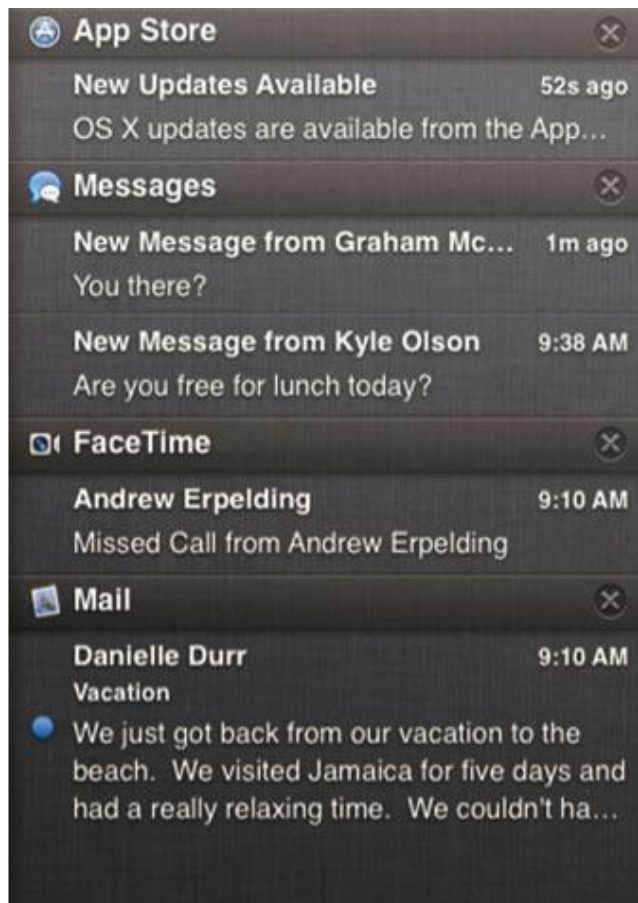 App Store
New Updates Available 52s ago
OS X updates are available from the App...
Messages
New Message from Graham Mc... 1m ago
You there?
New Message from Kyle Olson 9:38 AM
Are you free for lunch today?
FaceTime
Andrew Erpelding 9:10 AM
Missed Call from Andrew Erpelding
Mail
Danielle Durr 9:10 AM
Vacation
We just got back from our vacation to the
beach.  We visited Jamaica for five days and
had a really relaxing time.  We couldn't ha...